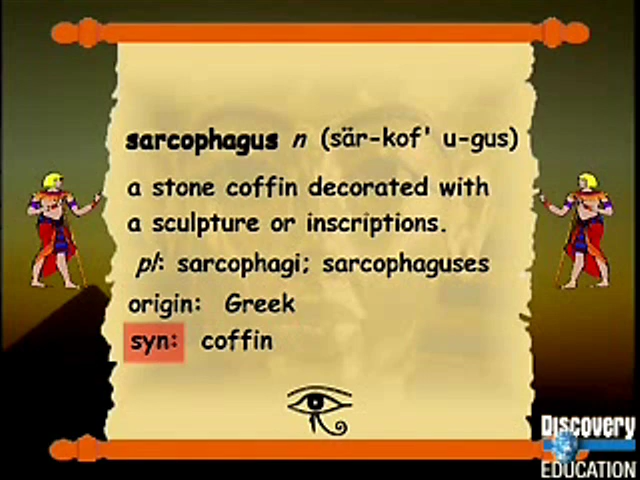 sarcophagus n (sär-kof' u-gus)
a stone coffin decorated with
a sculpture or inscriptions.
pl: sarcophagi; sarcophaguses
origin: Greek
syn: coffin
Discovery
EDUCATION